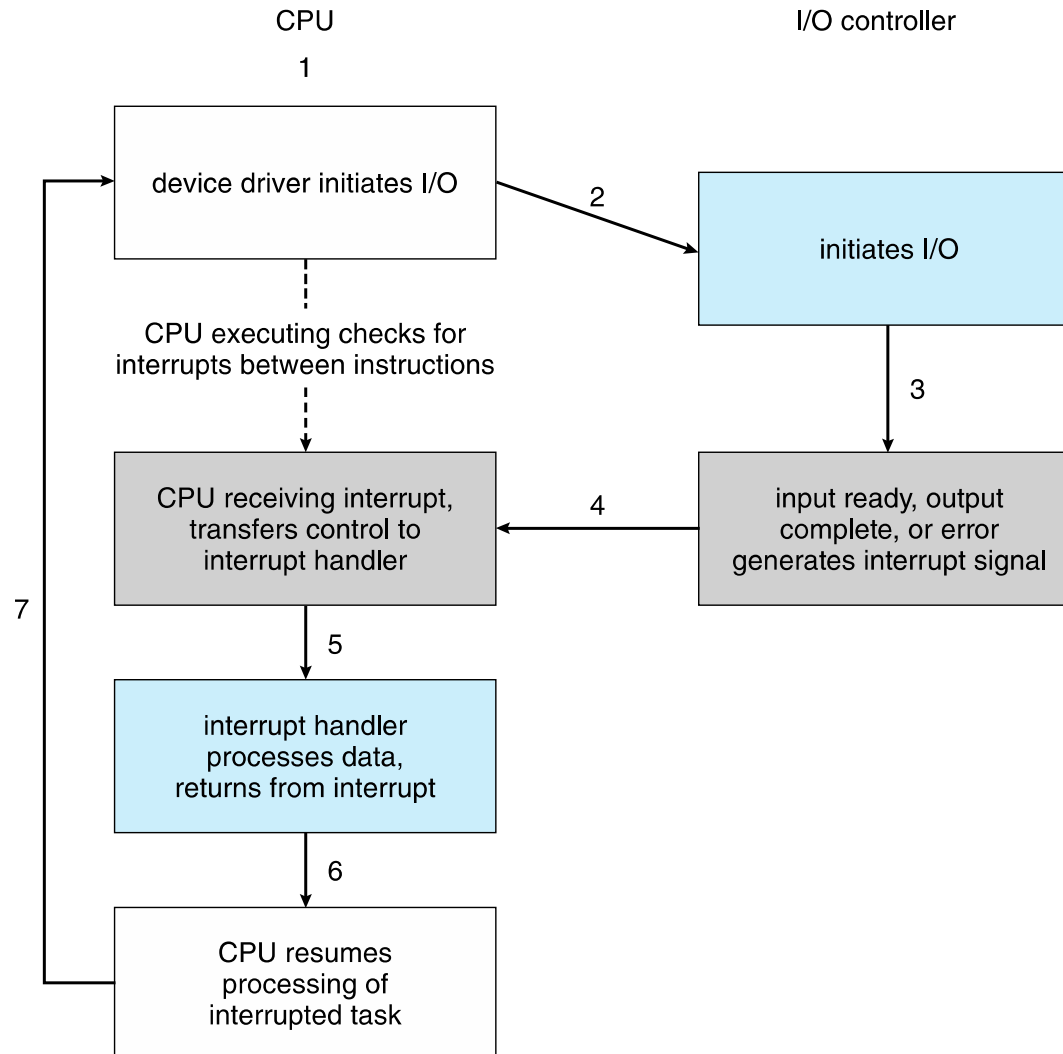 CPU
I/O controller
1
device driver initiates I/O
2
initiates I/O
CPU executing checks for
interrupts between instructions
3
CPU receiving interrupt,
transfers control to
interrupt handler
4
input ready, output
complete, or error
generates interrupt signal
7
5
interrupt handler
processes data,
returns from interrupt
6
CPU resumes
processing of
interrupted task